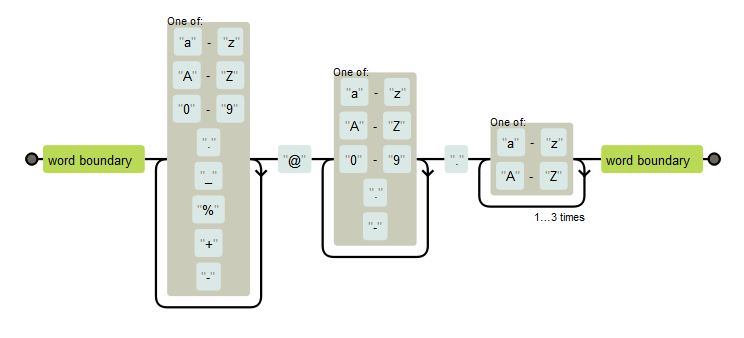 word boundary
One of:
"a" - "z"
"A" - "Z"
"0" - "9"
"."
"_"
"%"
"+"
"-"
"@"
One of:
"a" - "z"
"A" - "Z"
"0" - "9"
"."
"-"
"."
One of:
"a" - "z"
"A" - "Z"
1...3 times
word boundary